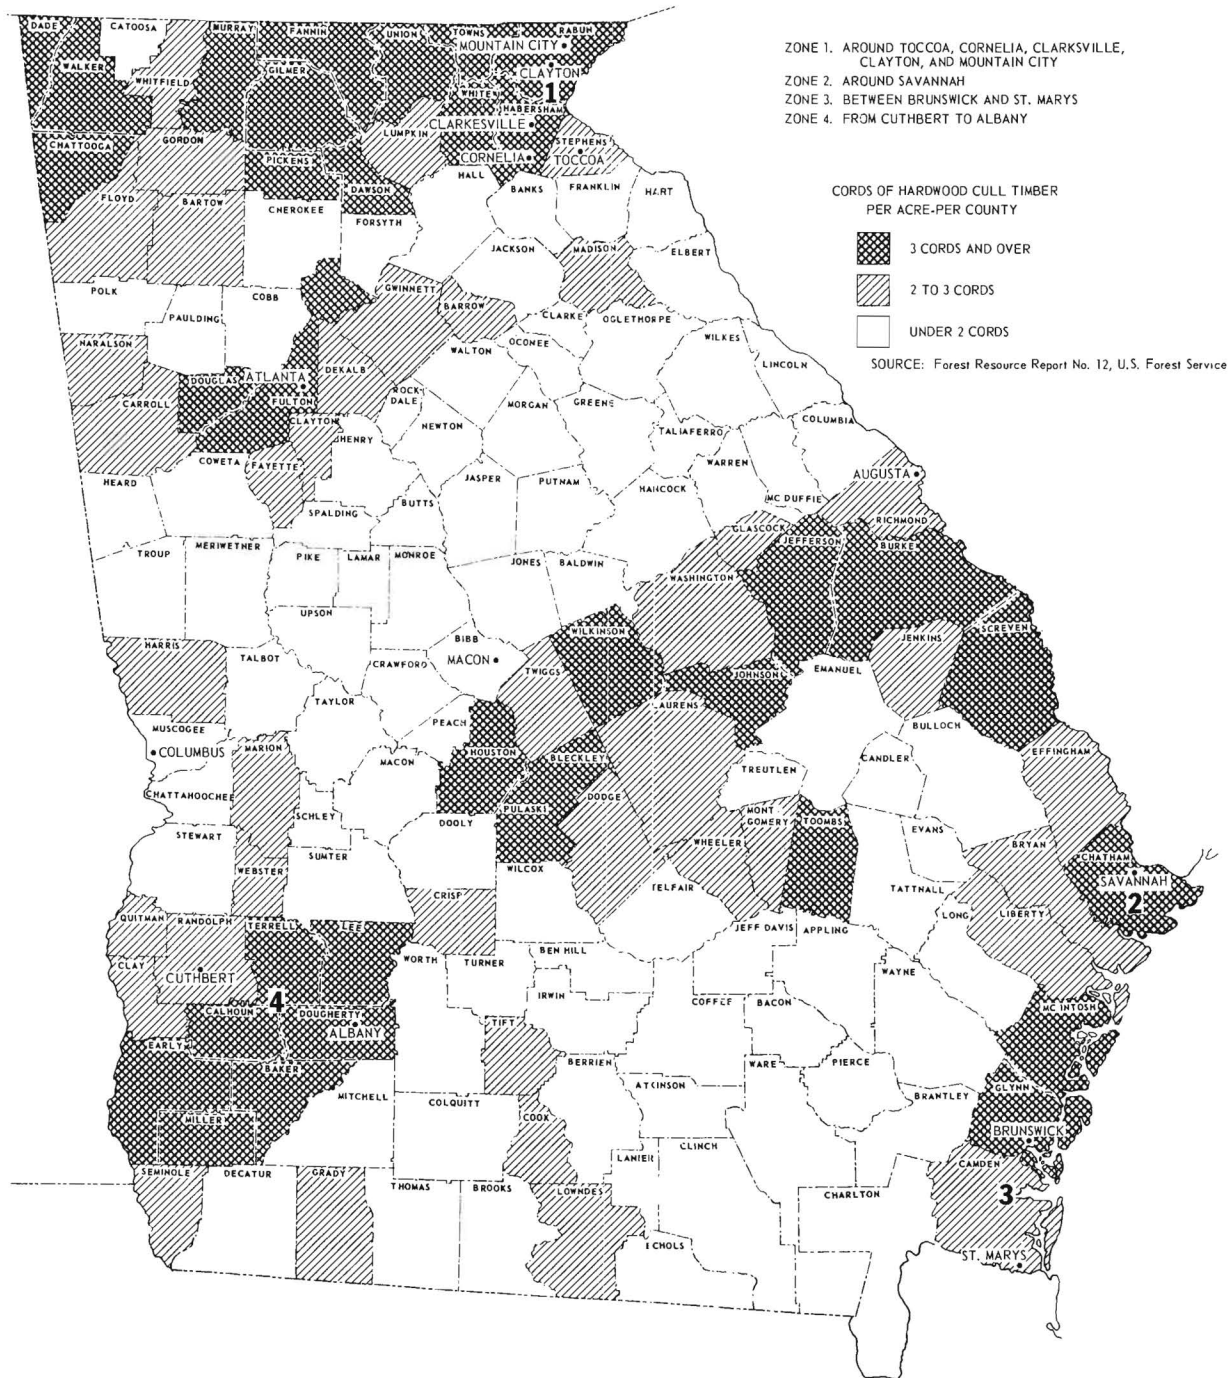 ZONE 1. AROUND TOCCOA, CORNELIA, CLARKSVILLE,
CLAYTON, AND MOUNTAIN CITY
ZONE 2. AROUND SAVANNAH
ZONE 3. BETWEEN BRUNSWICK AND ST. MARYS
ZONE 4. FROM CUTHBERT TO ALBANY
CORDS OF HARDWOOD CULL TIMBER
PER ACRE-PER COUNTY
3 CORDS AND OVER
2 TO 3 CORDS
UNDER 2 CORDS
SOURCE: Forest Resource Report No. 12, U.S. Forest Service
DADE
CATOOSA
MURRAY
FANNIN
UNION
TOWNS
RABUN
MOUNTAIN CITY
WALKER
WHITFIELD
GILMER
CLAYTON
1
WHITE
HABERSHAM
CLARKESVILLE
CHATTOOGA
GORDON
LUMPKIN
STEPHENS
PICKENS
CORNELIA
TOCCOA
FLOYD
BARTOW
CHEROKEE
DAWSON
HALL
BANKS
FRANKLIN
HART
FORSYTH
JACKSON
MADISON
ELBERT
POLK
PAULDING
COBB
GWINNETT
BARROW
CLARKE
OGLETHORPE
HARALSON
OCONEE
WALTON
WILKES
LINCOLN
DOUGLAS
ATLANTA
DEKALB
CARROLL
FULTON
ROCK-
DALE
MORGAN
GREENE
CLAYTON
NEWTON
TALIAFERRO
COLUMBIA
HENRY
HEARD
COWETA
FAYETTE
WARREN
AUGUSTA
JASPER
PUTNAM
HANCOCK
MC DUFFIE
SPALDING
BUTTS
GLASCOCK
RICHMOND
TROUP
MERIWETHER
PIKE
LAMAR
MONROE
JONES
BALDWIN
JEFFERSON
BURKE
WASHINGTON
UPSON
WILKINSON
SCREVEN
HARRIS
TALBOT
BIBB
MACON
CRAWFORD
TWIGGS
JENKINS
JOHNSON
EMANUEL
TAYLOR
LAURENS
MUSCOGEE
PEACH
BULLOCH
COLUMBUS
MARION
HOUSTON
MACON
BLECKLEY
TREUTLEN
CANDLER
EFFINGHAM
CHATTAHOOCHEE
SCHLEY
DOOLY
PULASKI
DODGE
MONT
GOMERY
TOOMBS
STEWART
SUMTER
WHEELER
EVANS
BRYAN
WEBSTER
WILCOX
TELFAIR
TATTNALL
CHATHAM
SAVANNAH
2
CRISP
QUITMAN
RANDOLPH
TERRELL
LEE
LONG
LIBERTY
JEFF DAVIS
APPLING
CLAY
CUTHBERT
WORTH
TURNER
BEN HILL
WAYNE
4
CALHOUN
DOUGHERTY
ALBANY
IRWIN
COFFEE
BACON
MC INTOSH
TIFT
EARLY
BAKER
BERRIEN
WARE
PIERCE
GLYNN
MITCHELL
COLQUITT
ATKINSON
BRANTLEY
MILLER
COOK
BRUNSWICK
LANIER
CLINCH
CAMDEN
SEMINOLE
DECATUR
GRADY
THOMAS
BROOKS
LOWNDES
CHARLTON
3
ECHOLS
ST. MARYS